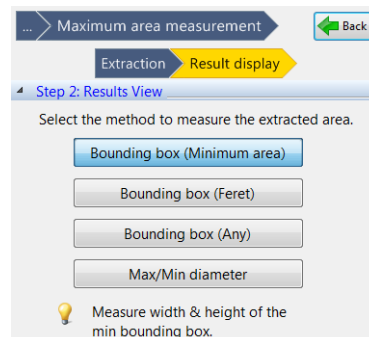 ... Maximum area measurement Back
Extraction Result display
Step 2: Results View
Select the method to measure the extracted area.
Bounding box (Minimum area)
Bounding box (Feret)
Bounding box (Any)
Max/Min diameter
Measure width & height of the
min bounding box.